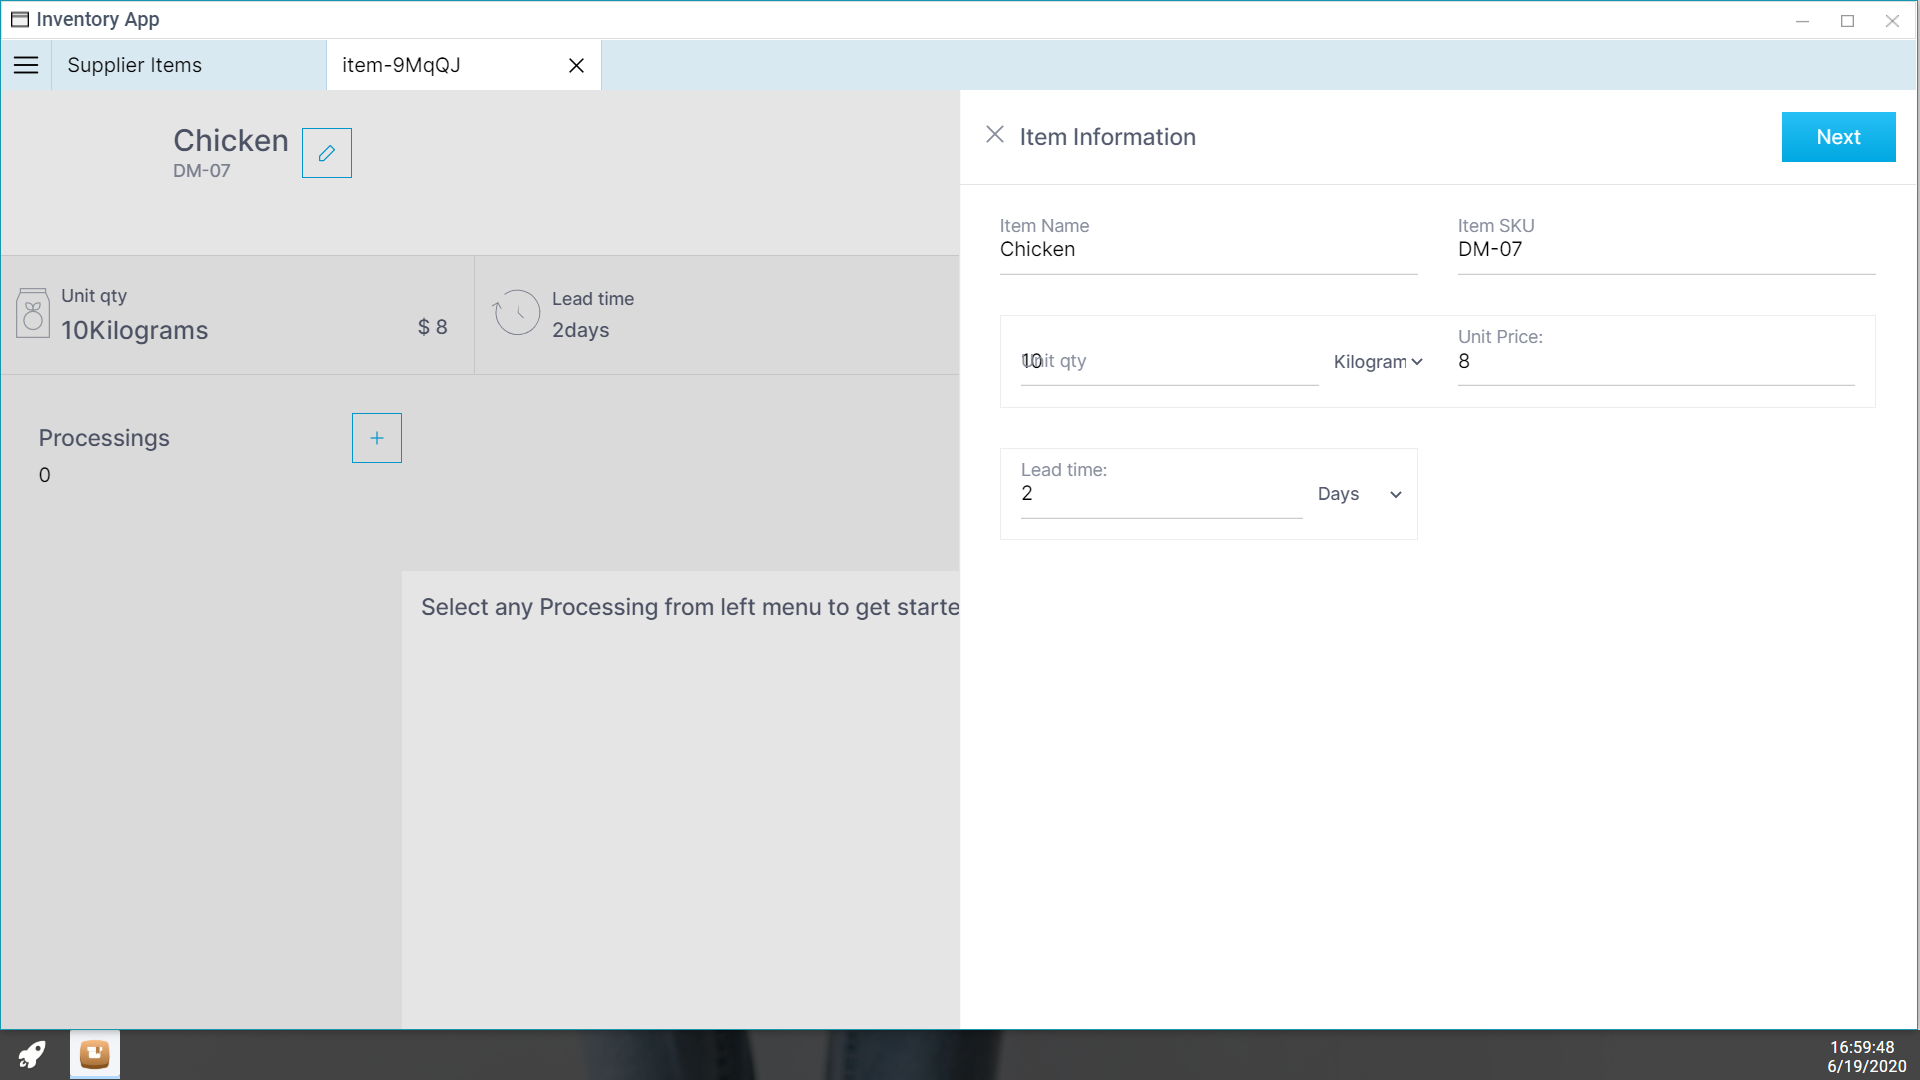 Inventory App
Supplier Items
item-9MqQJ
Chicken
DM-07
Unit qty
10Kilograms
$ 8
Lead time
2days
Processings
0
Select any Processing from left menu to get starte
Item Information
Next
Item Name
Chicken
Item SKU
DM-07
Unit qty
10
Kilogram
Unit Price:
8
Lead time:
2
Days
16:59:48
6/19/2020